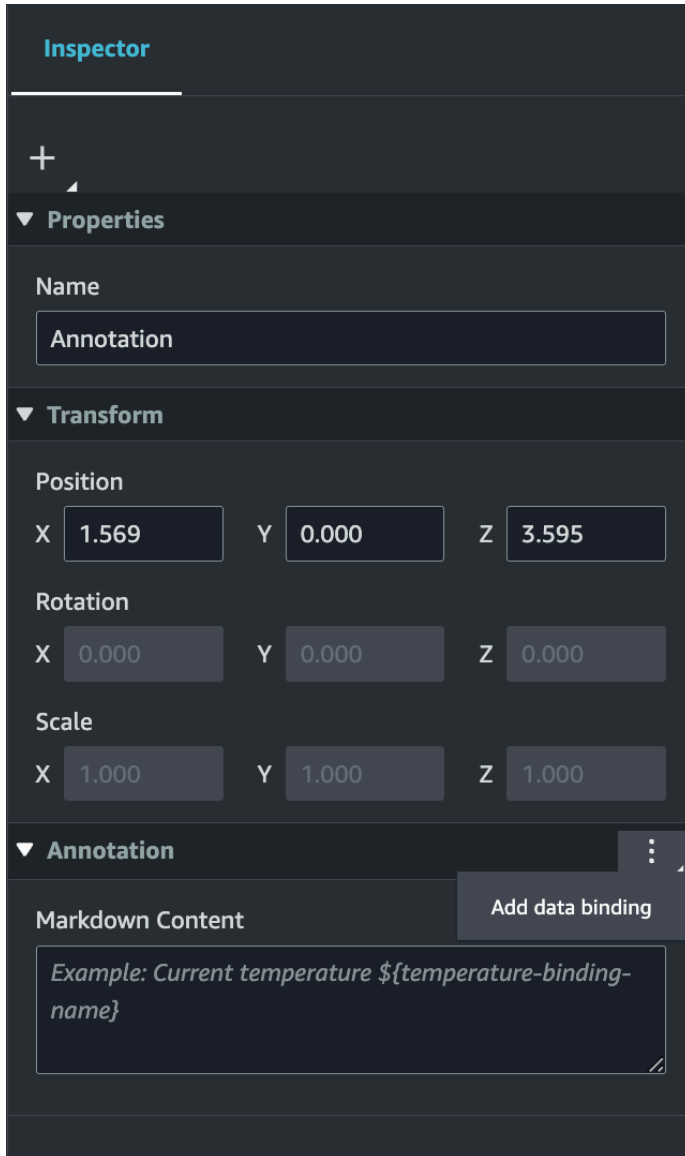 Inspector
+
Properties
Name
Annotation
Transform
Position
X 1.569 Y 0.000 Z 3.595
Rotation
X 0.000 Y 0.000 Z 0.000
Scale
X 1.000 Y 1.000 Z 1.000
Annotation
Add data binding
Markdown Content
Example: Current temperature ${temperature-binding-
name}